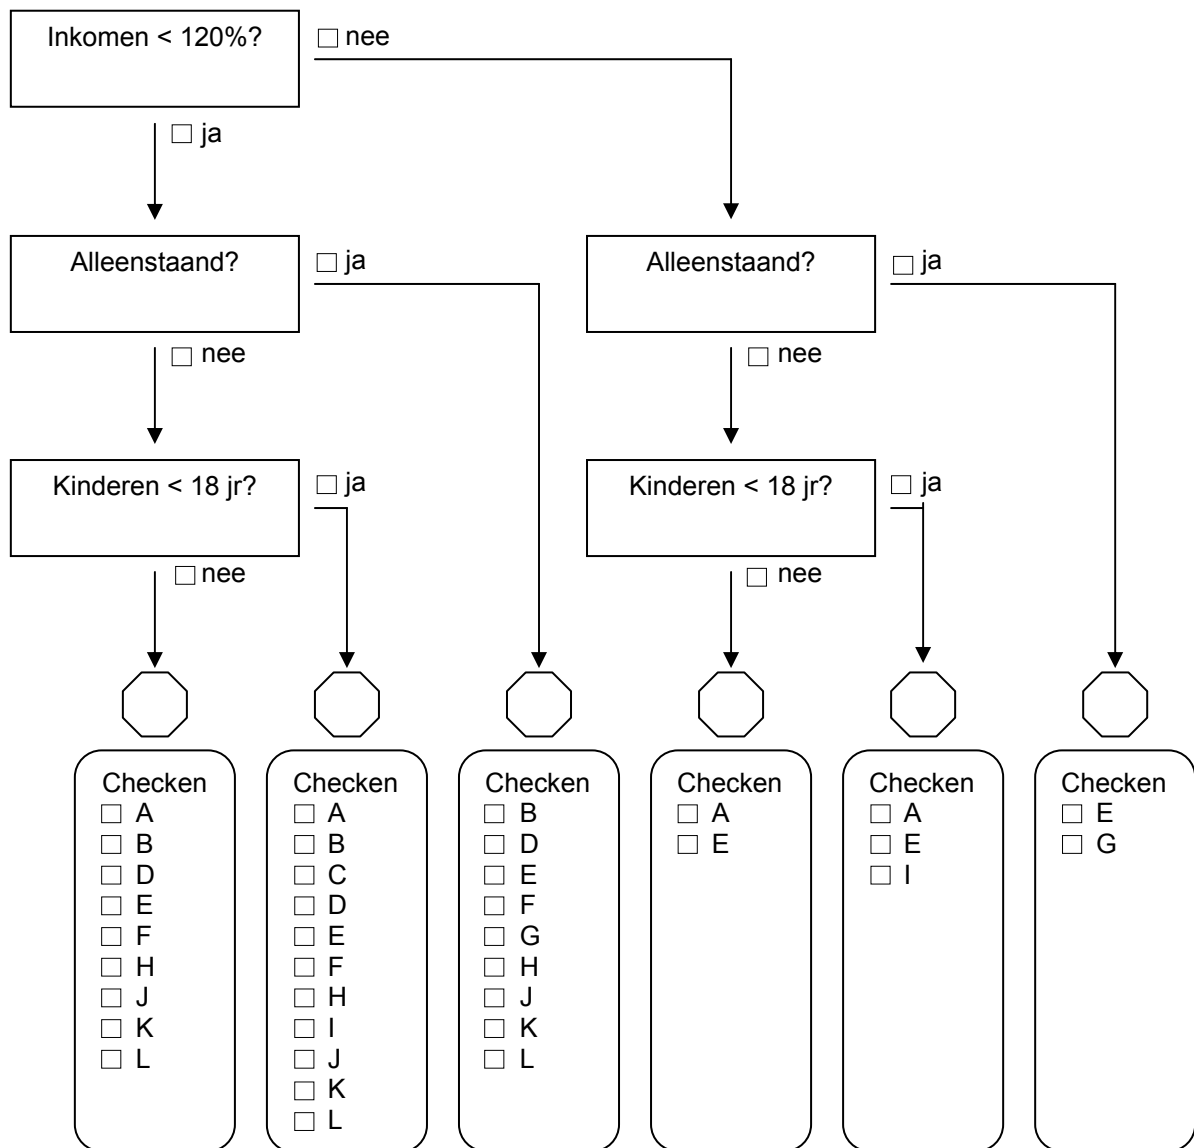 Inkomen < 120%?
☐ nee
☐ ja
Alleenstaand?
☐ ja
Alleenstaand?
☐ ja
☐ nee
☐ nee
Kinderen < 18 jr?
☐ ja
Kinderen < 18 jr?
☐ ja
☐ nee
☐ nee
Checken
☐ A
☐ B
☐ D
☐ E
☐ F
☐ H
☐ J
☐ K
☐ L
Checken
☐ A
☐ B
☐ C
☐ D
☐ E
☐ F
☐ H
☐ I
☐ J
☐ K
☐ L
Checken
☐ B
☐ D
☐ E
☐ F
☐ G
☐ H
☐ J
☐ K
☐ L
Checken
☐ A
☐ E
Checken
☐ A
☐ E
☐ I
Checken
☐ E
☐ G